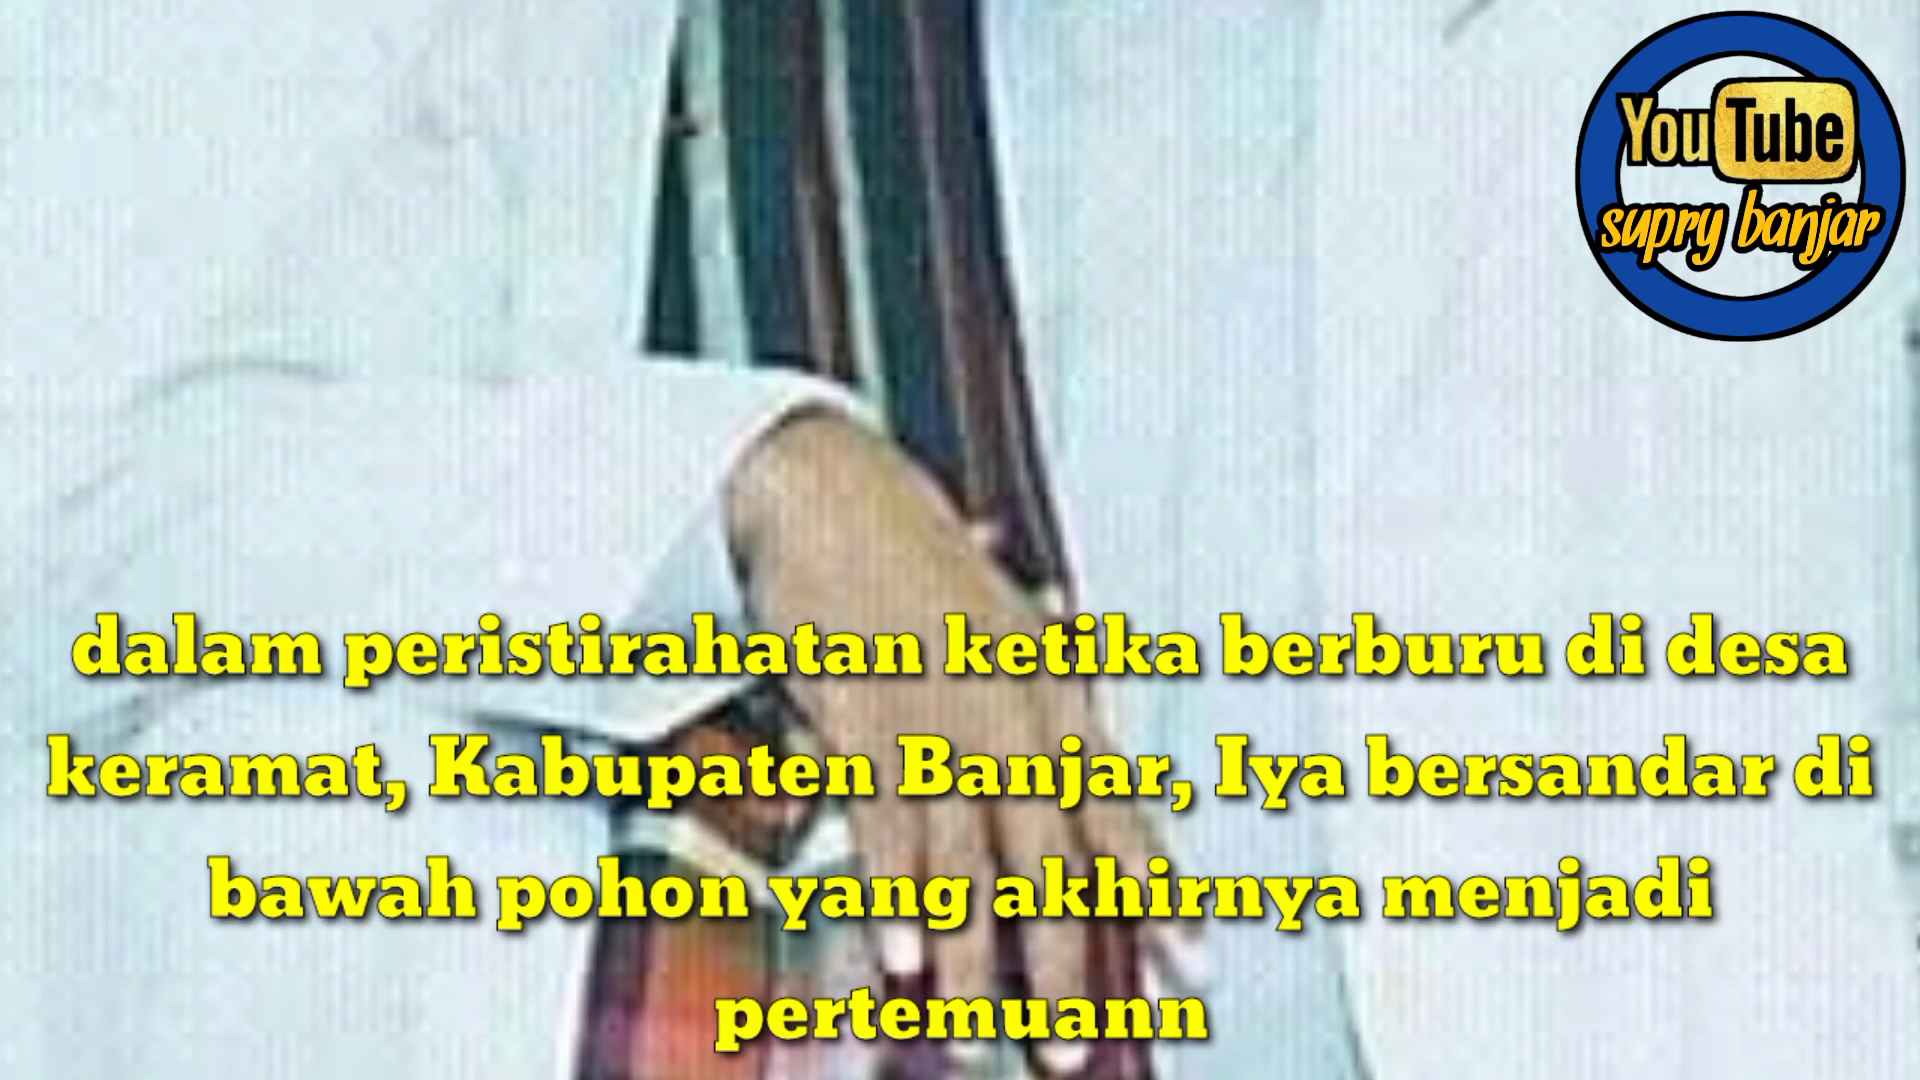 YouTube
supry banjar
dalam peristirahatan ketika berburu di desa
keramat, Kabupaten Banjar, Iya bersandar di
bawah pohon yang akhirnya menjadi
pertemuann